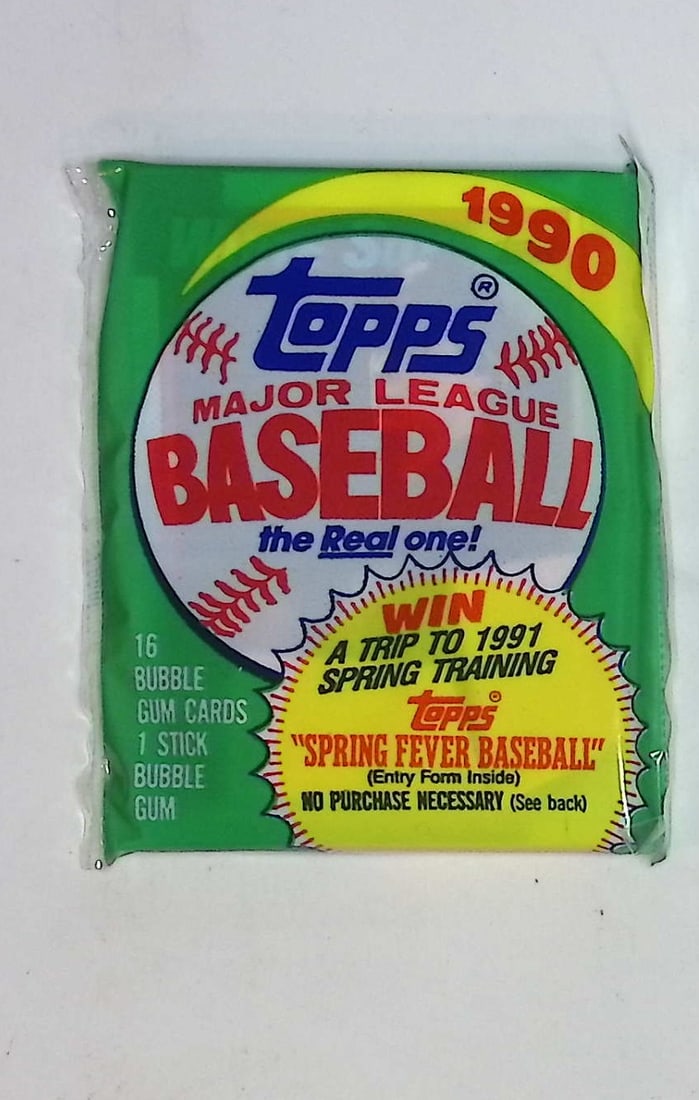 1990
Topps ®
MAJOR LEAGUE
BASEBALL
the Real one!
16
BUBBLE
GUM CARDS
1 STICK
BUBBLE
GUM
WIN
A TRIP TO 1991
SPRING TRAINING
Topps ®
"SPRING FEVER BASEBALL"
(Entry Form Inside)
NO PURCHASE NECESSARY (See back)